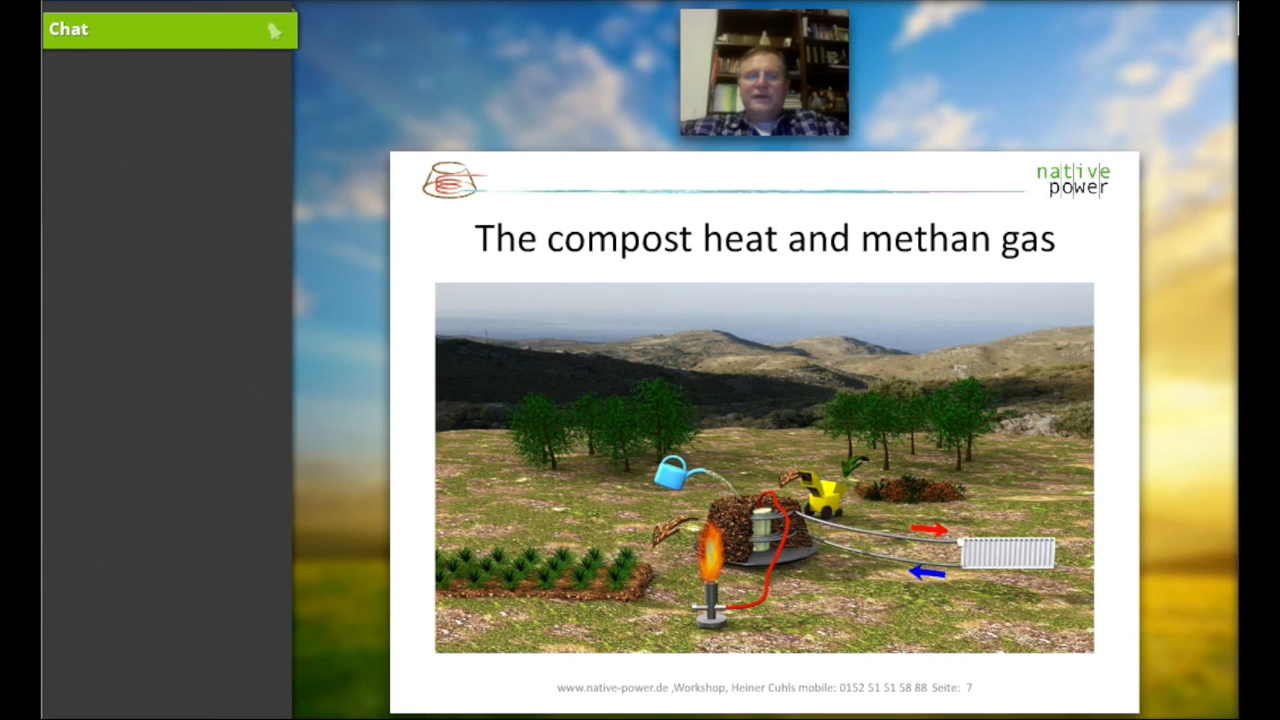 Chat
native
power
The compost heat and methan gas
www.native-power.de ,Workshop, Heiner Cuhls mobile: 0152 51 51 58 88 Seite: 7